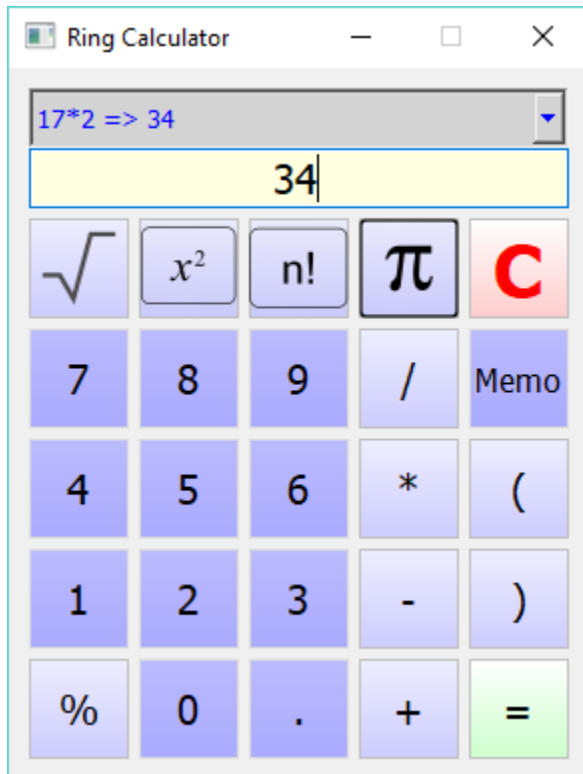 Ring Calculator
17*2 => 34
34
√ x² n! π C
7 8 9 / Memo
4 5 6 * (
1 2 3 - )
% 0 . + =